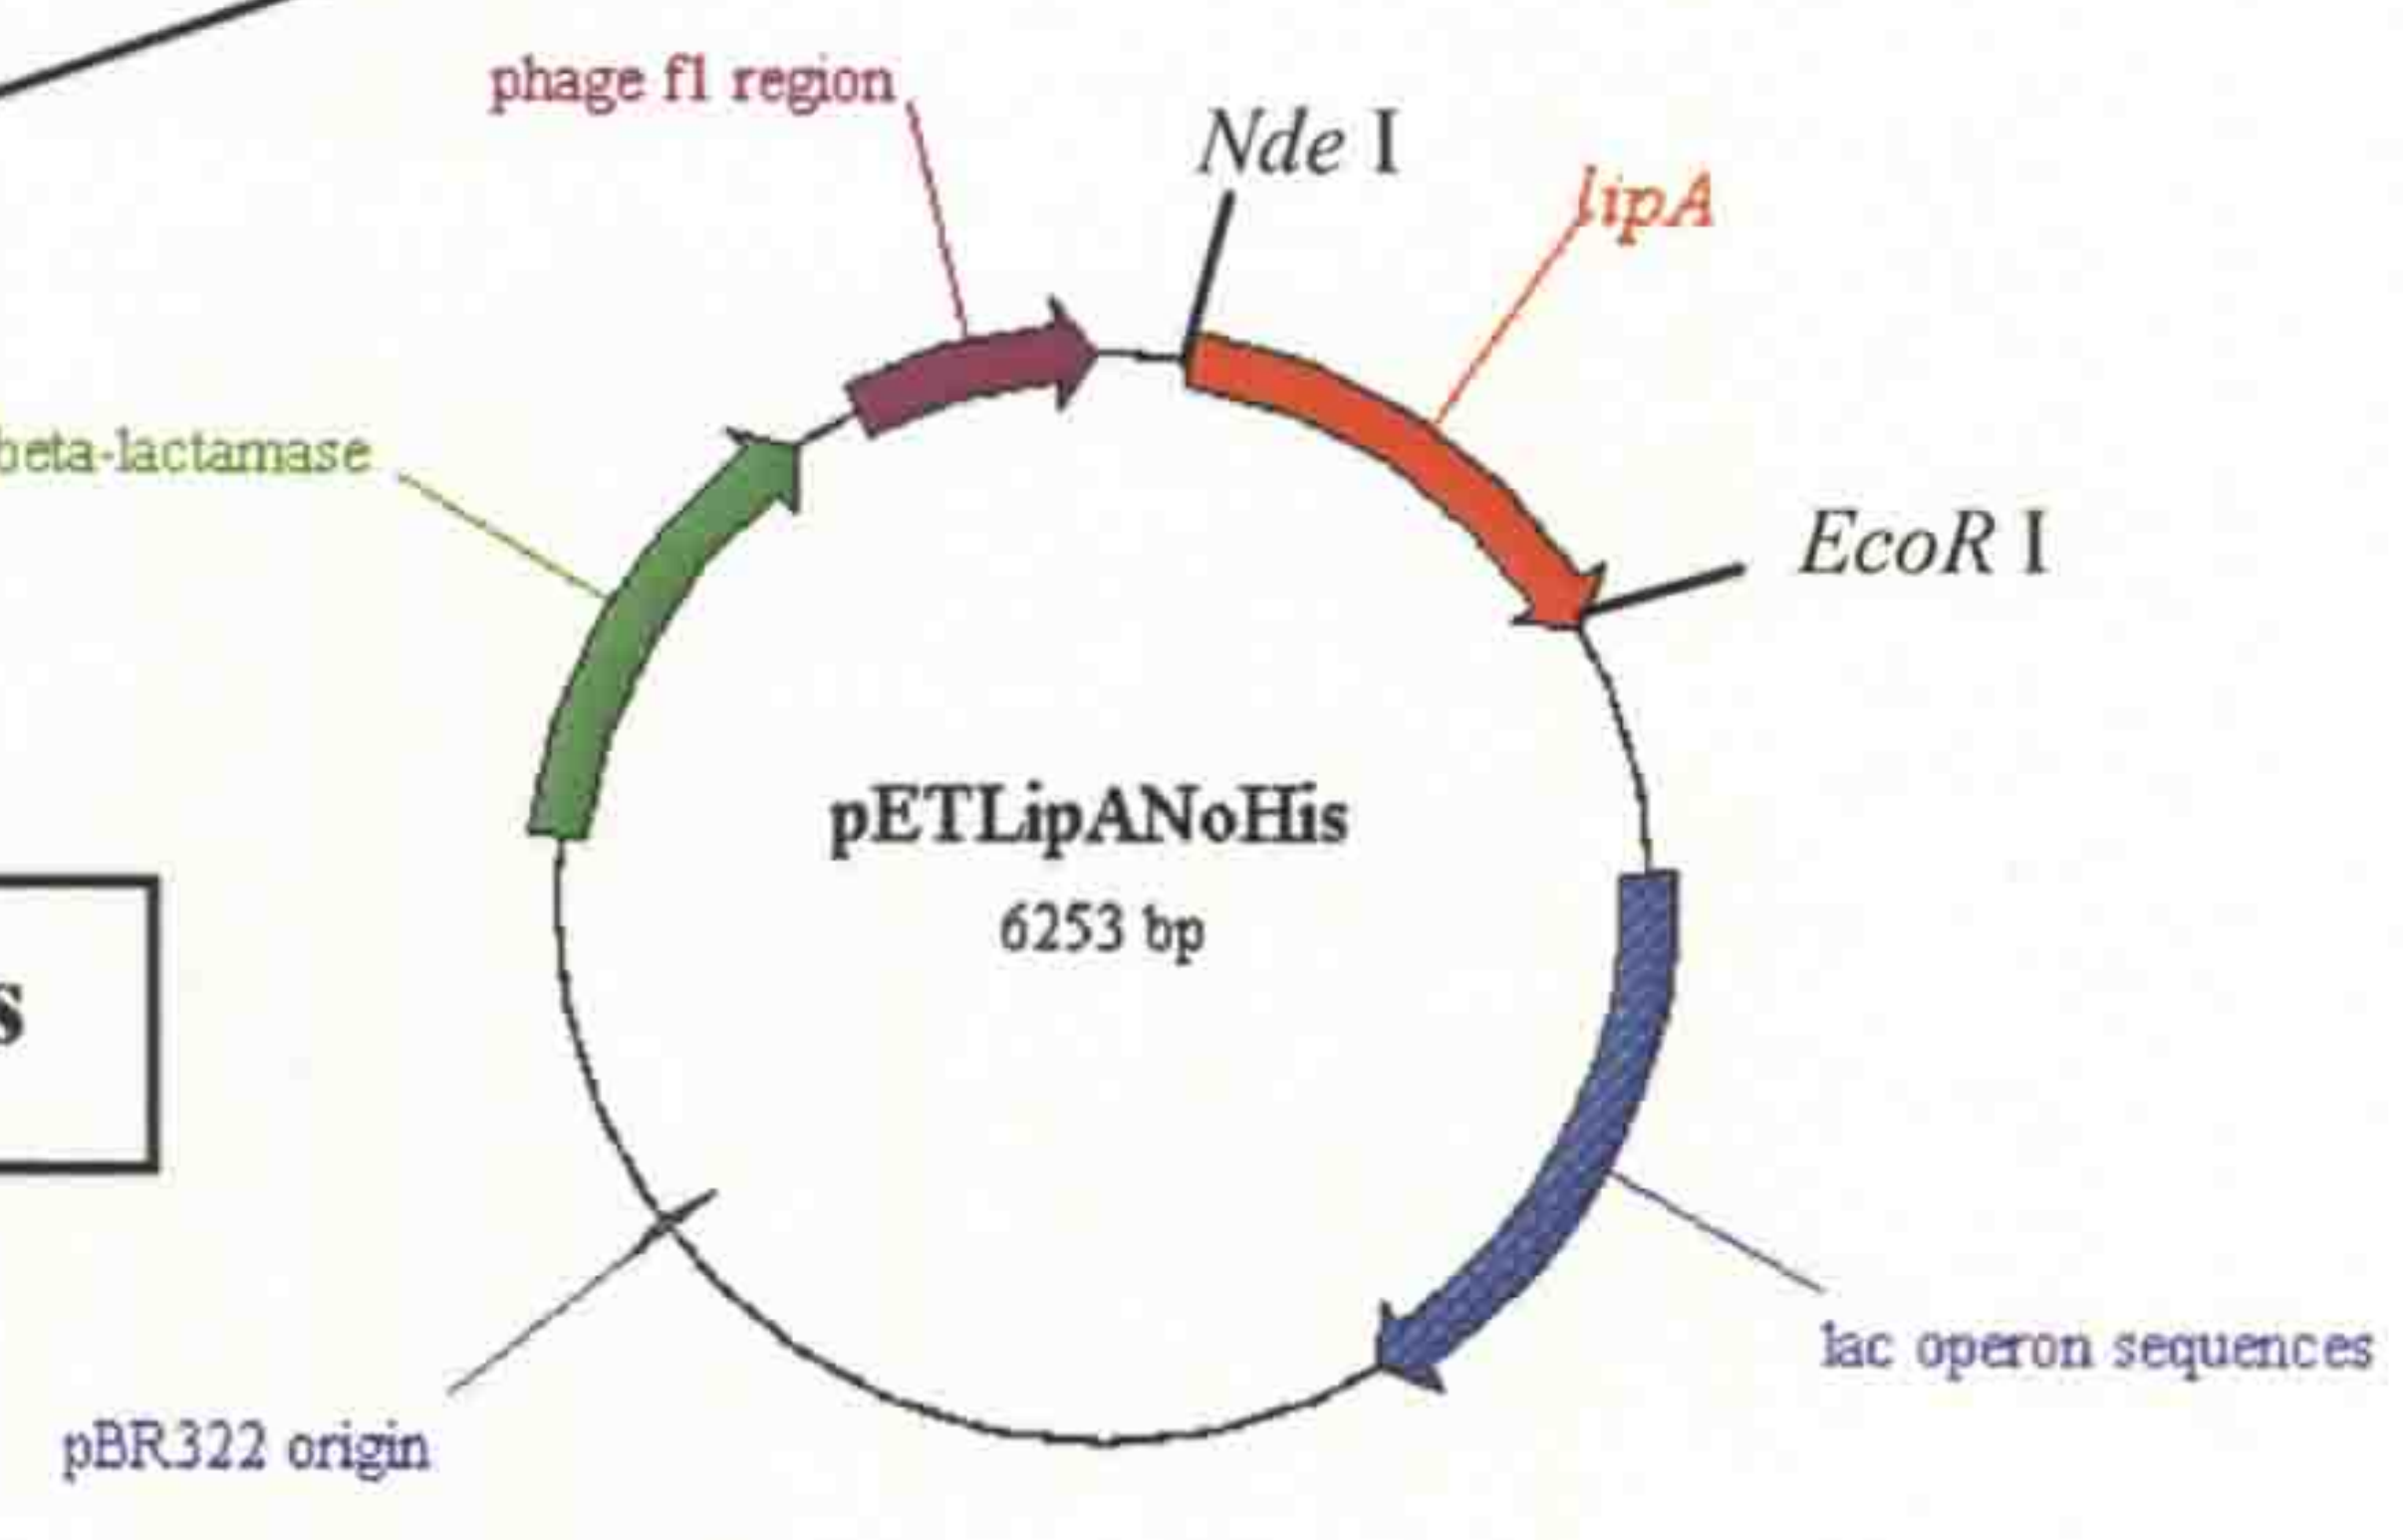 phage f1 region
Nde I
lipA
beta-lactamase
EcoR I
pETLipANoHis
6253 bp
s
lac operon sequences
pBR322 origin